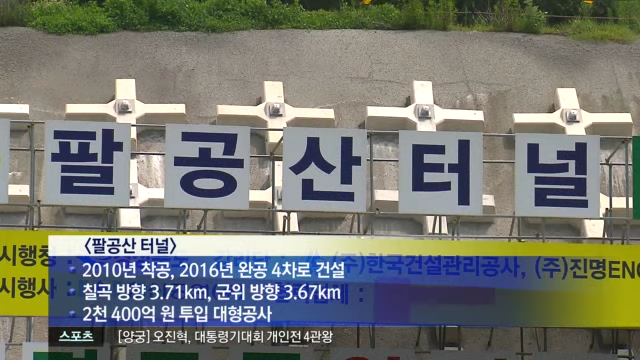 팔공산터널
시행청
시행사 :
(주)한국건설관리공사, (주)진명EN
〈팔공산 터널〉
- 2010년 착공, 2016년 완공 4차로 건설
- 칠곡 방향 3.71km, 군위 방향 3.67km
- 2천 400억 원 투입 대형공사
스포츠 [양궁] 오진혁, 대통령기대회 개인전 4관왕